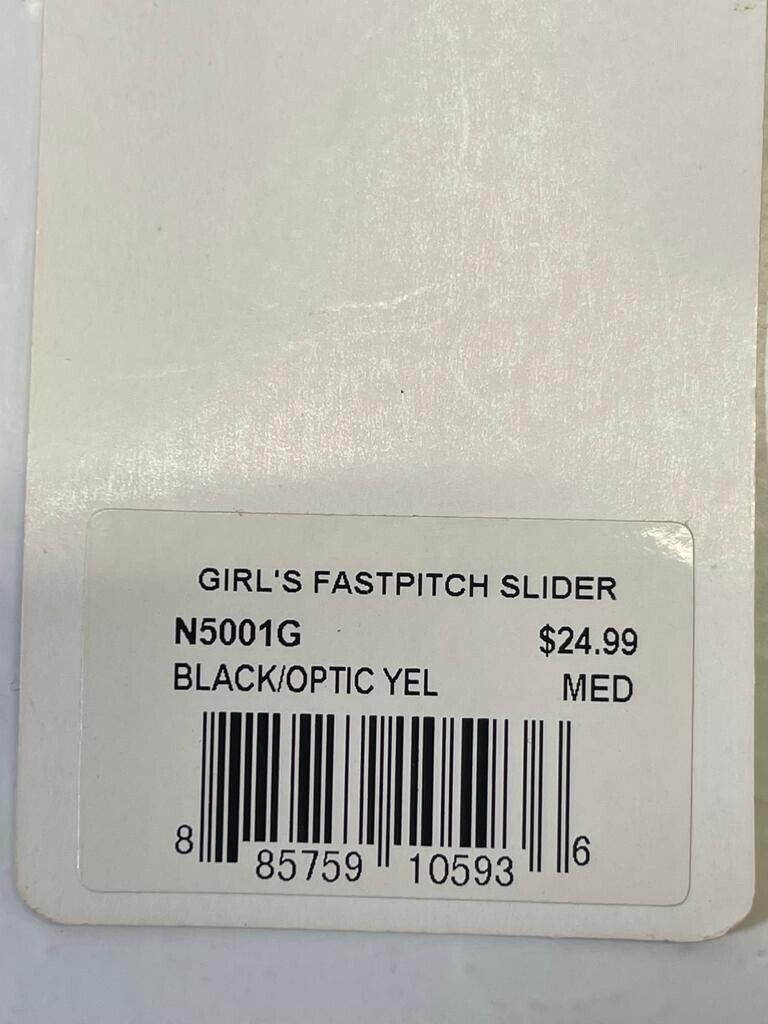 GIRL'S FASTPITCH SLIDER
N5001G $24.99
BLACK/OPTIC YEL MED
8 85759 10593 6